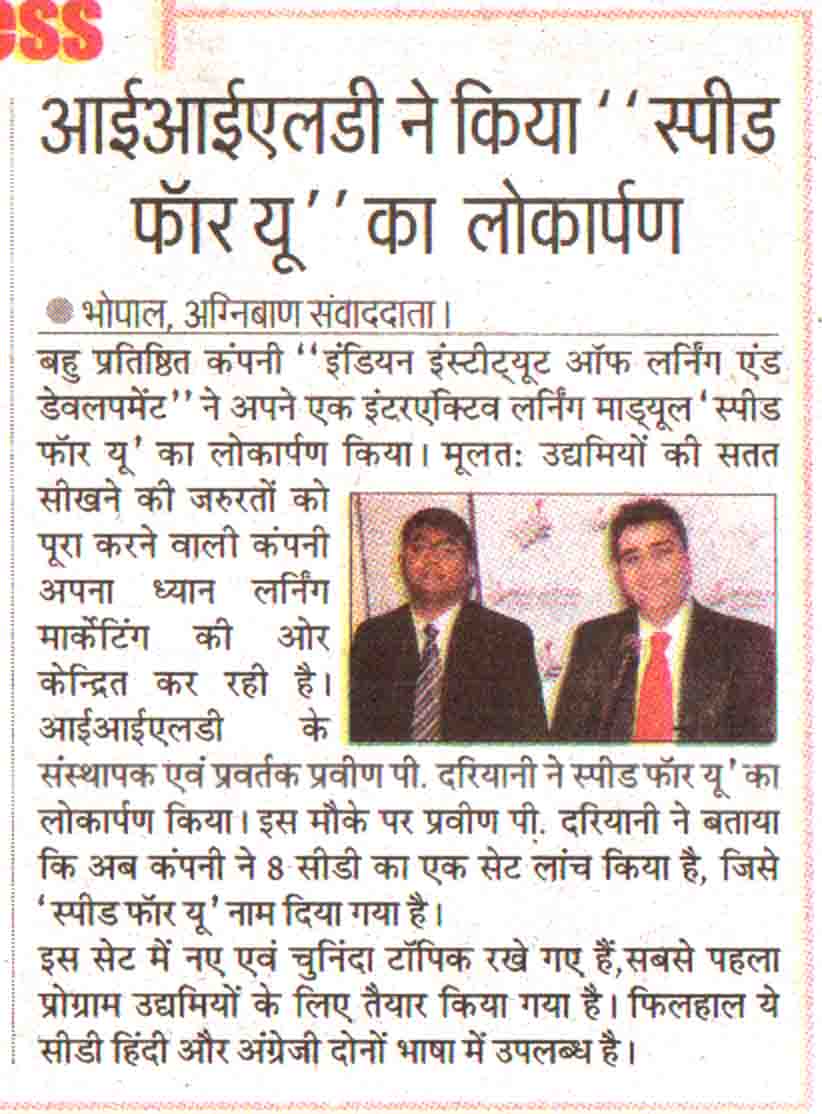 ess
आईआईएलडी ने किया ‘‘स्पीड
फॉर यू’’ का लोकार्पण
● भोपाल, अग्निबाण संवाददाता।
बहु प्रतिष्ठित कंपनी ‘‘इंडियन इंस्टीट्यूट ऑफ लर्निंग एंड
डेवलपमेंट’’ ने अपने एक इंटरएक्टिव लर्निंग माड्यूल ‘स्पीड
फॉर यू’ का लोकार्पण किया। मूलतः उद्यमियों की सतत
सीखने की जरुरतों को
पूरा करने वाली कंपनी
अपना ध्यान लर्निंग
मार्केटिंग की ओर
केन्द्रित कर रही है।
आईआईएलडी के
संस्थापक एवं प्रवर्तक प्रवीण पी. दरियानी ने स्पीड फॉर यू’ का
लोकार्पण किया। इस मौके पर प्रवीण पी. दरियानी ने बताया
कि अब कंपनी ने 8 सीडी का एक सेट लांच किया है, जिसे
‘स्पीड फॉर यू’ नाम दिया गया है।
इस सेट में नए एवं चुनिंदा टॉपिक रखे गए हैं,सबसे पहला
प्रोग्राम उद्यमियों के लिए तैयार किया गया है। फिलहाल ये
सीडी हिंदी और अंग्रेजी दोनों भाषा में उपलब्ध है।